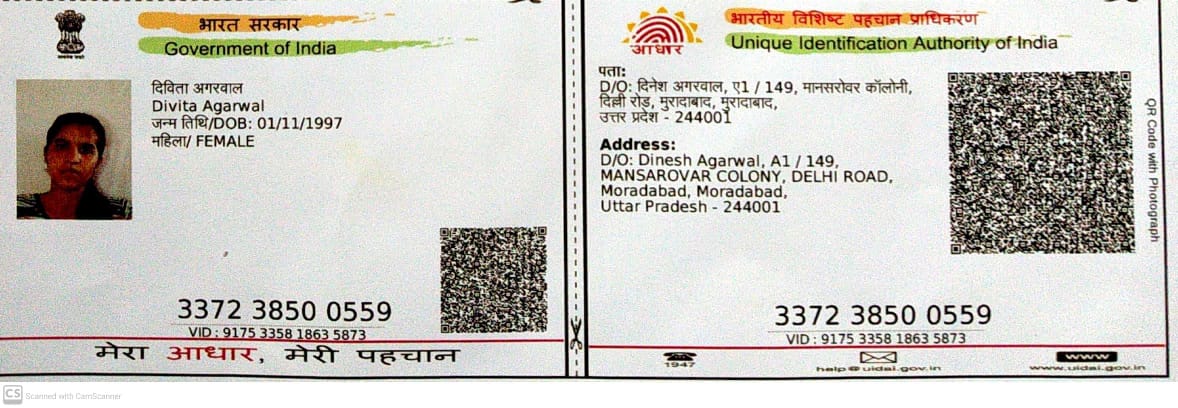 भारत सरकार
Government of India
दिविता अगरवाल
Divita Agarwal
जन्म तिथि/DOB: 01/11/1997
महिला/ FEMALE
3372 3850 0559
VID : 9175 3358 1863 5873
मेरा आधार, मेरी पहचान
आधार
भारतीय विशिष्ट पहचान प्राधिकरण
Unique Identification Authority of India
पता:
D/O: दिनेश अगरवाल, ए1 / 149, मानसरोवर कॉलोनी,
दिल्ली रोड़, मुरादाबाद, मुरादाबाद,
उत्तर प्रदेश - 244001
Address:
D/O: Dinesh Agarwal, A1 / 149,
MANSAROVAR COLONY, DELHI ROAD,
Moradabad, Moradabad,
Uttar Pradesh - 244001
QR Code with Photograph
3372 3850 0559
VID : 9175 3358 1863 5873
1947
help@uidai.gov.in
www
www.uidai.gov.in
CS Scanned with CamScanner